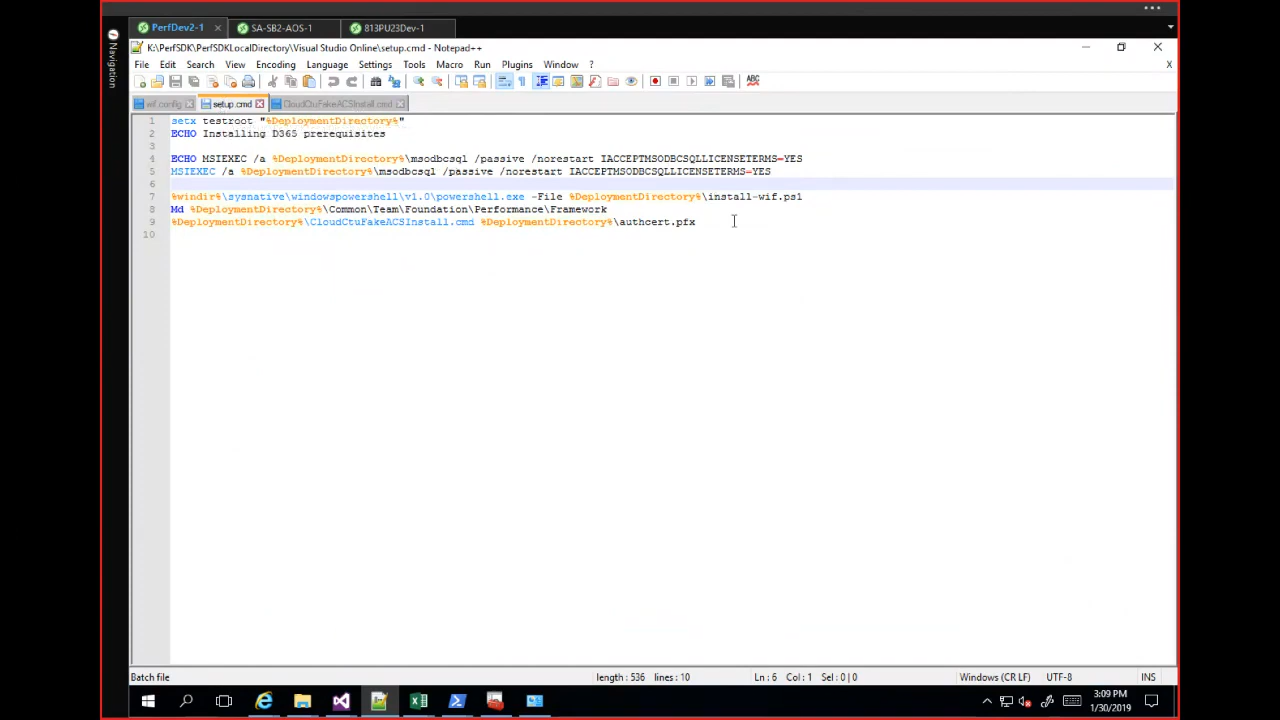 PerfDev2-1
SA-SB2-AOS-1
813PU23Dev-1
Navigation
K:\PerfSDK\PerfSDKLocalDirectory\Visual Studio Online\setup.cmd - Notepad++
File Edit Search View Encoding Language Settings Tools Macro Run Plugins Window ? X
wif.config setup.cmd CloudCtuFakeACSInstall.cmd
1 setx testroot "%DeploymentDirectory%"
2 ECHO Installing D365 prerequisites
3
4 ECHO MSIEXEC /a %DeploymentDirectory%\msodbcsql /passive /norestart IACCEPTMSODBCSQLLICENSETERMS=YES
5 MSIEXEC /a %DeploymentDirectory%\msodbcsql /passive /norestart IACCEPTMSODBCSQLLICENSETERMS=YES
6
7 %windir%\sysnative\windowspowershell\v1.0\powershell.exe -File %DeploymentDirectory%\install-wif.ps1
8 Md %DeploymentDirectory%\Common\Team\Foundation\Performance\Framework
9 %DeploymentDirectory%\CloudCtuFakeACSInstall.cmd %DeploymentDirectory%\authcert.pfx
10
Batch file length : 536 lines : 10 Ln : 6 Col : 1 Sel : 0 | 0 Windows (CR LF) UTF-8 INS
3:09 PM
1/30/2019